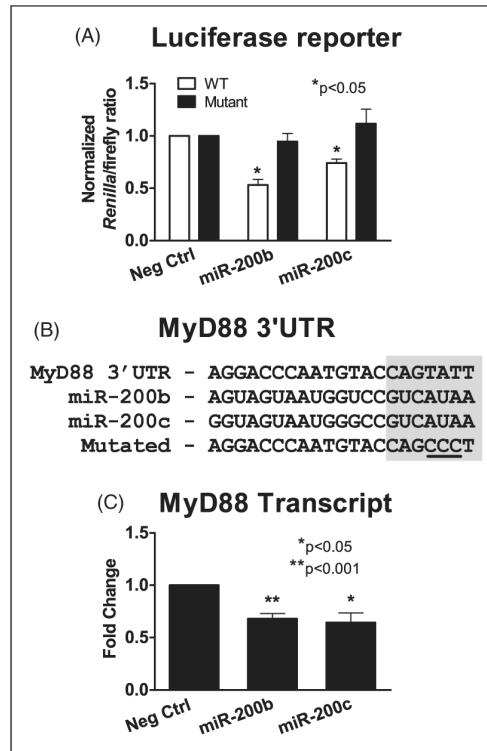 (A) Luciferase reporter
WT
Mutant
*p<0.05
Normalized
Renilla/firefly ratio
1.5
1.0
0.5
0.0
*
*
Neg Ctrl
miR-200b
miR-200c
(B) MyD88 3'UTR
MyD88 3’UTR - AGGACCCAATGTACCAGTATT
miR-200b - AGUAGUAAUGGUCCGUCAUAA
miR-200c - GGUAGUAAUGGGCCGUCAUAA
Mutated - AGGACCCAATGTACCAGCCCT
(C) MyD88 Transcript
*p<0.05
**p<0.001
Fold Change
1.5
1.0
0.5
0.0
**
*
Neg Ctrl
miR-200b
miR-200c